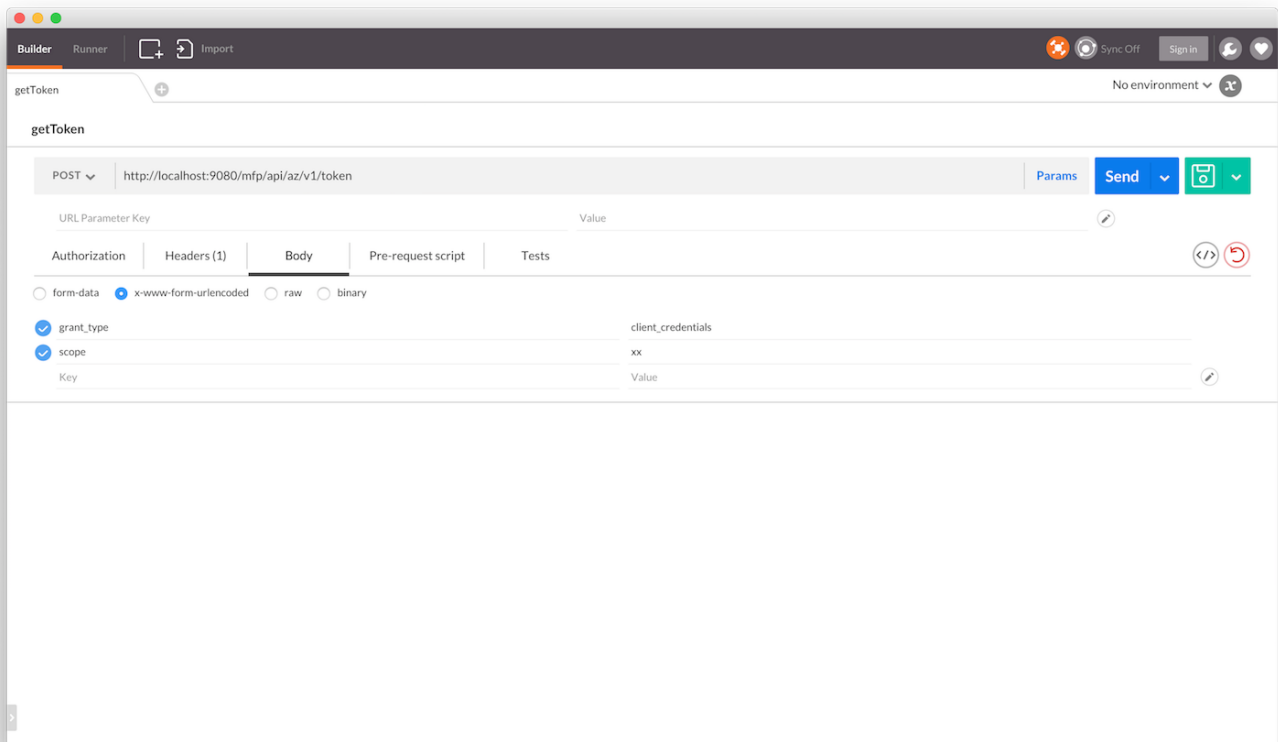 Builder Runner Import Sync Off Sign in
getToken No environment x
getToken
POST http://localhost:9080/mfp/api/az/v1/token Params Send
URL Parameter Key Value
Authorization Headers (1) Body Pre-request script Tests </>
form-data x-www-form-urlencoded raw binary
grant_type client_credentials
scope xx
Key Value